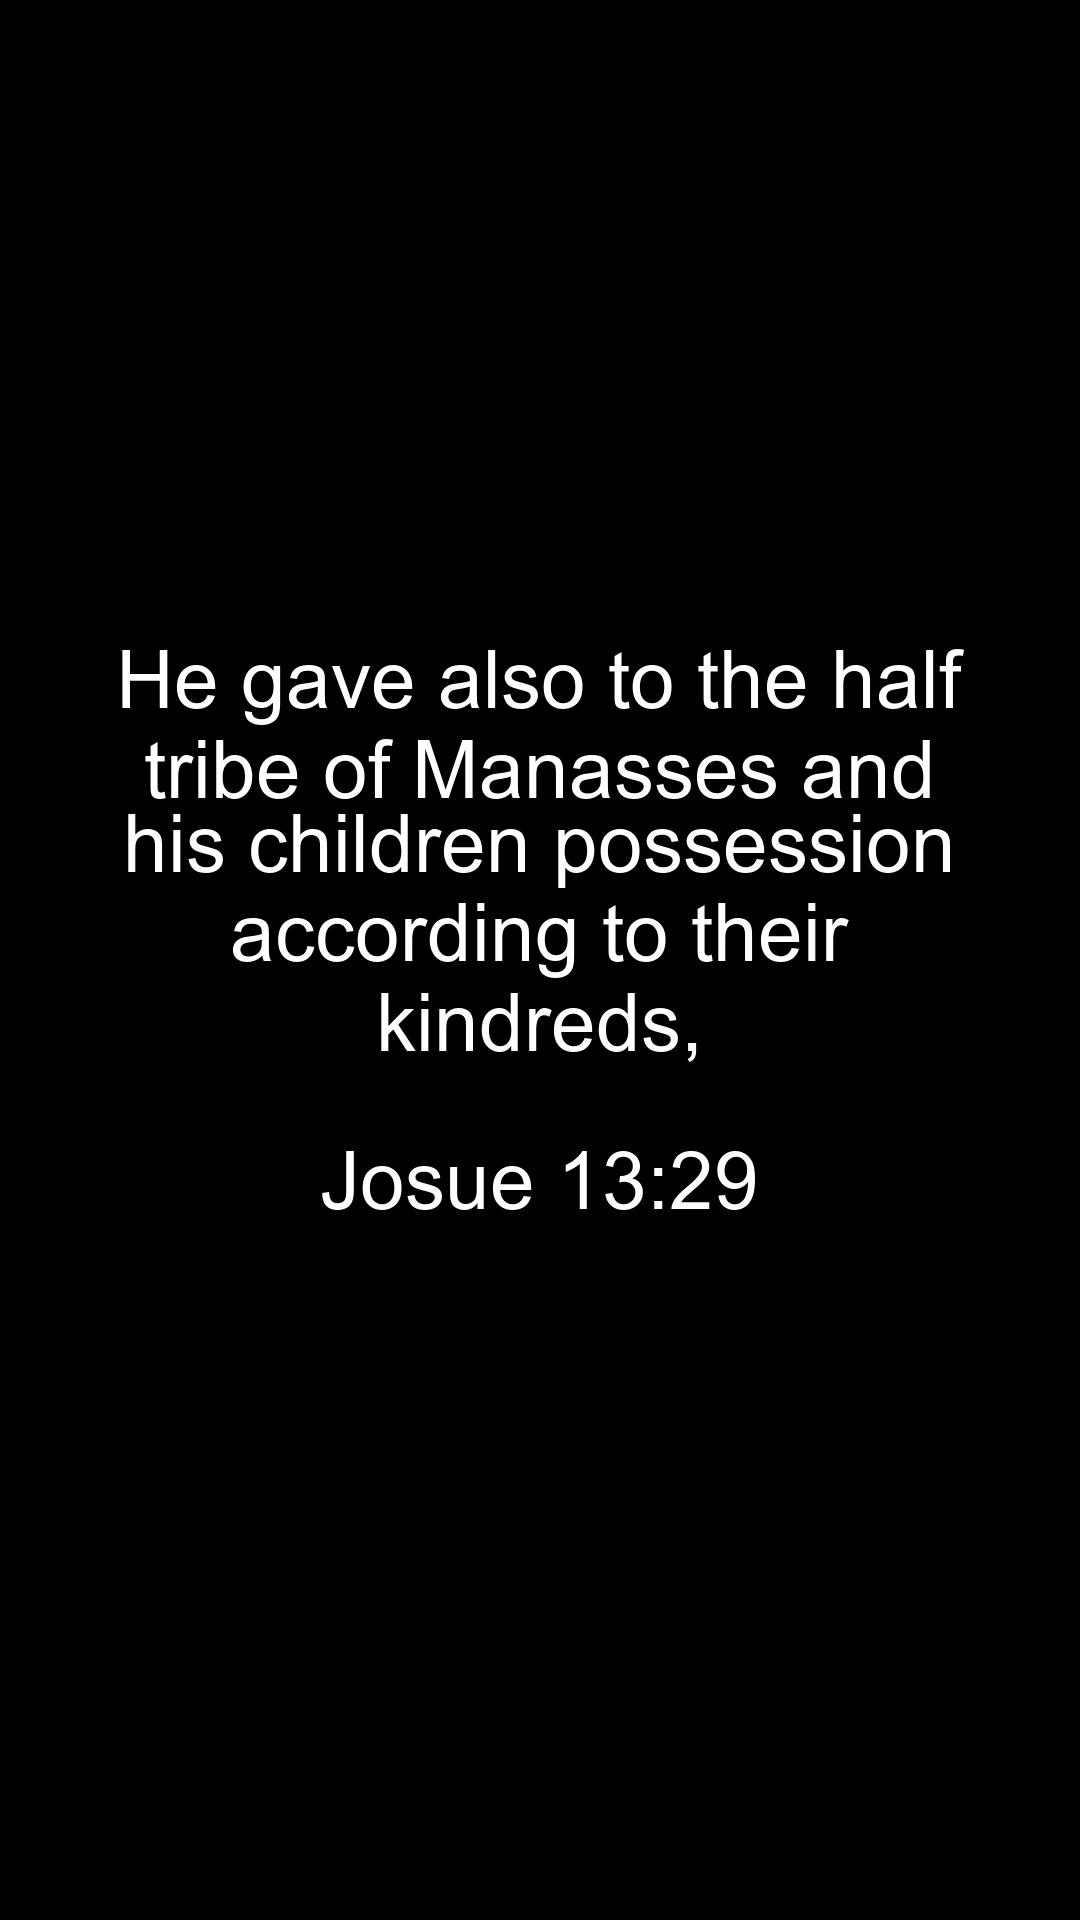 He gave also to the half
tribe of Manasses and
his children possession
according to their
kindreds,
Josue 13:29